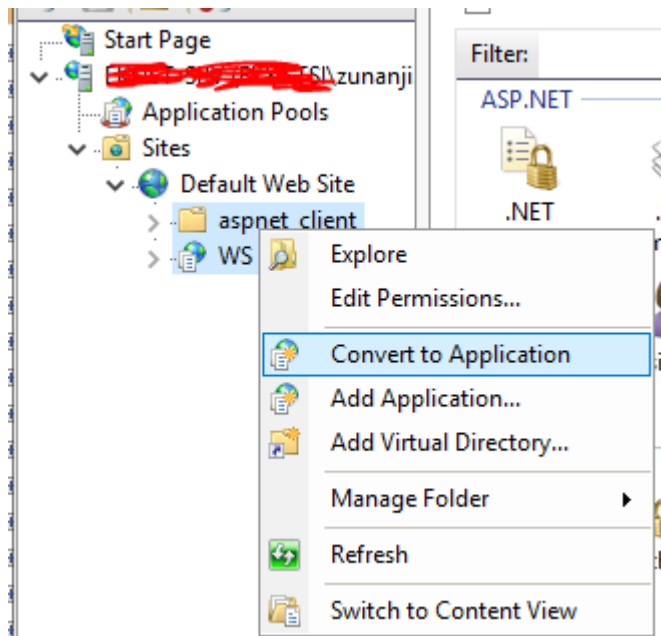 Start Page
\zunanji
Application Pools
Sites
Default Web Site
aspnet_client
WS
Explore
Edit Permissions...
Convert to Application
Add Application...
Add Virtual Directory...
Manage Folder
Refresh
Switch to Content View
Filter:
ASP.NET
.NET